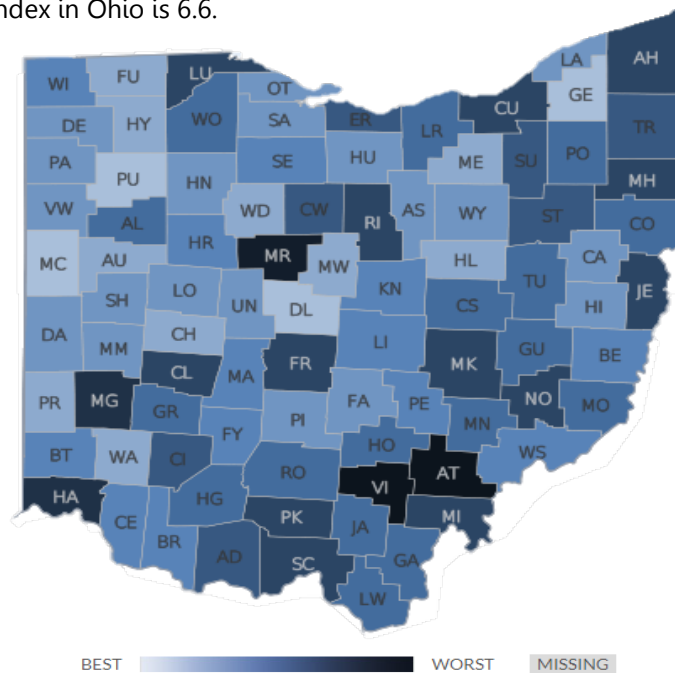 ndex in Ohio is 6.6.
LA AH
WI FU LU OT GE
DE HY WO SA ER LR CU TR
PA SE HU ME SU PO
PU HN MH
VW AL WD CW RI AS WY ST CO
MC AU HR MR MW HL CA
SH LO UN DL KN CS TU HI JE
DA MM CH LI GU BE
CL MA FR MK
PR MG GR PI FA PE NO MO
BT WA CI FY HO MN WS
HA HG RO VI AT
CE BR PK JA MI
AD SC GA
LW
BEST WORST MISSING